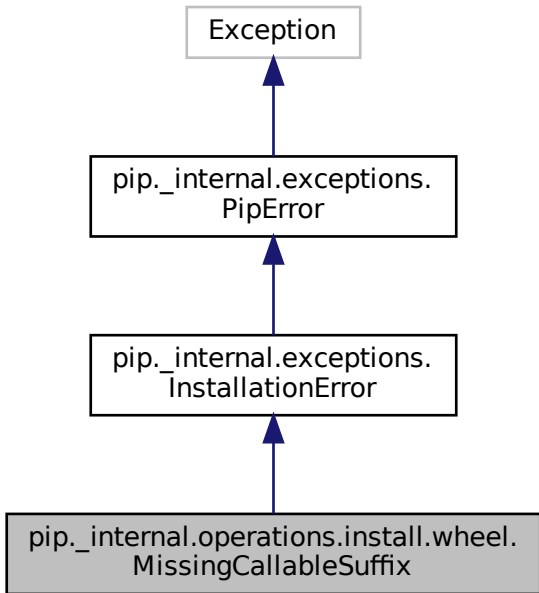 Exception
pip._internal.exceptions.
PipError
pip._internal.exceptions.
InstallationError
pip._internal.operations.install.wheel.
MissingCallableSuffix